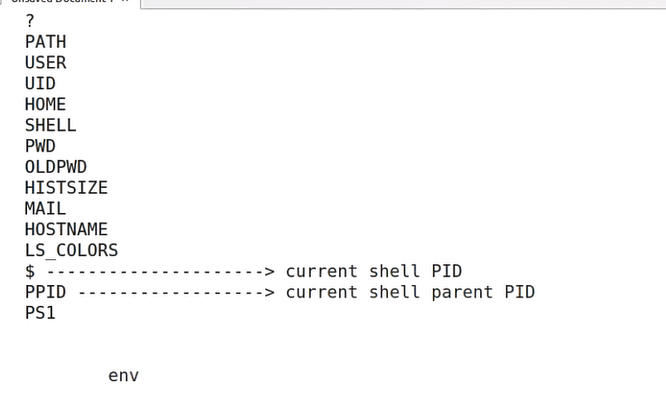 Unsaved Document 1
?
PATH
USER
UID
HOME
SHELL
PWD
OLDPWD
HISTSIZE
MAIL
HOSTNAME
LS_COLORS
$ ---------------------> current shell PID
PPID ------------------> current shell parent PID
PS1
env